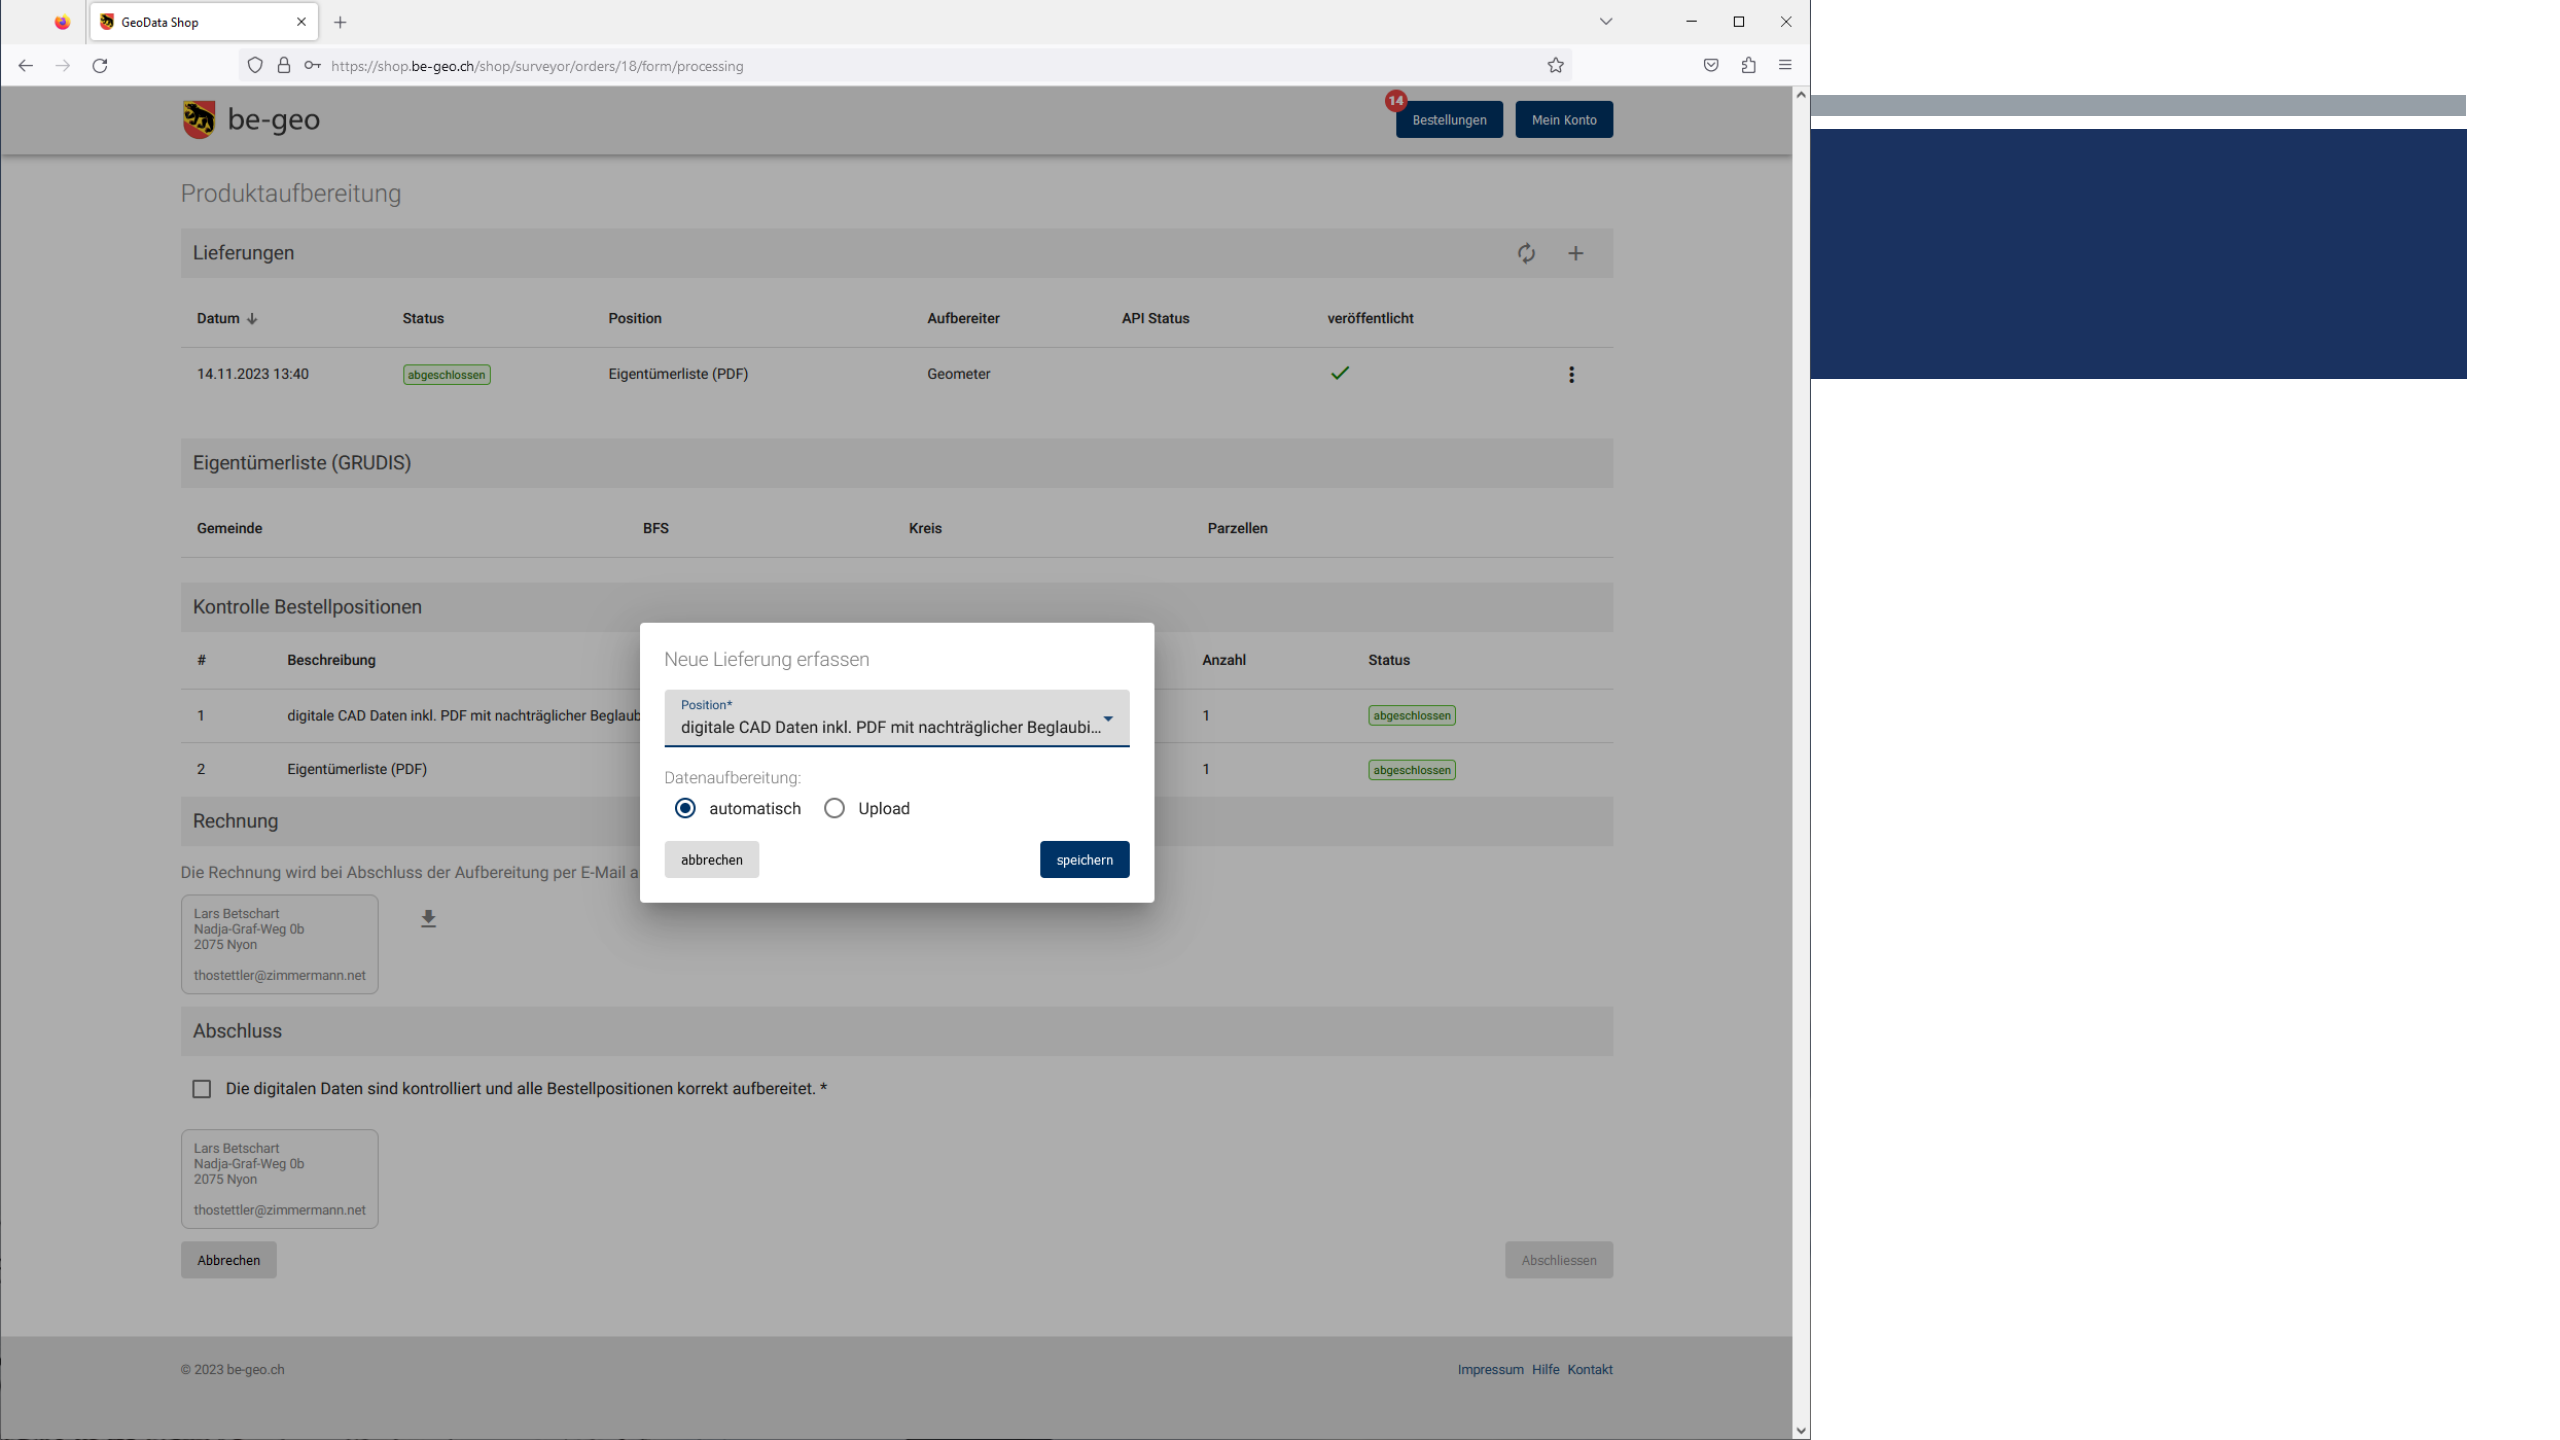 GeoData Shop
https://shop.be-geo.ch/shop/surveyor/orders/18/form/processing
be-geo
14
Bestellungen
Mein Konto
Produktaufbereitung
Lieferungen
Datum Status Position Aufbereiter API Status veröffentlicht
14.11.2023 13:40 abgeschlossen Eigentümerliste (PDF) Geometer
Eigentümerliste (GRUDIS)
Gemeinde BFS Kreis Parzellen
Kontrolle Bestellpositionen
# Beschreibung Anzahl Status
1 digitale CAD Daten inkl. PDF mit nachträglicher Beglaub 1 abgeschlossen
2 Eigentümerliste (PDF) 1 abgeschlossen
Neue Lieferung erfassen
Position*
digitale CAD Daten inkl. PDF mit nachträglicher Beglaubi...
Datenaufbereitung:
automatisch Upload
abbrechen speichern
Rechnung
Die Rechnung wird bei Abschluss der Aufbereitung per E-Mail a
Lars Betschart
Nadja-Graf-Weg 0b
2075 Nyon
thostettler@zimmermann.net
Abschluss
Die digitalen Daten sind kontrolliert und alle Bestellpositionen korrekt aufbereitet. *
Lars Betschart
Nadja-Graf-Weg 0b
2075 Nyon
thostettler@zimmermann.net
Abbrechen Abschliessen
© 2023 be-geo.ch Impressum Hilfe Kontakt